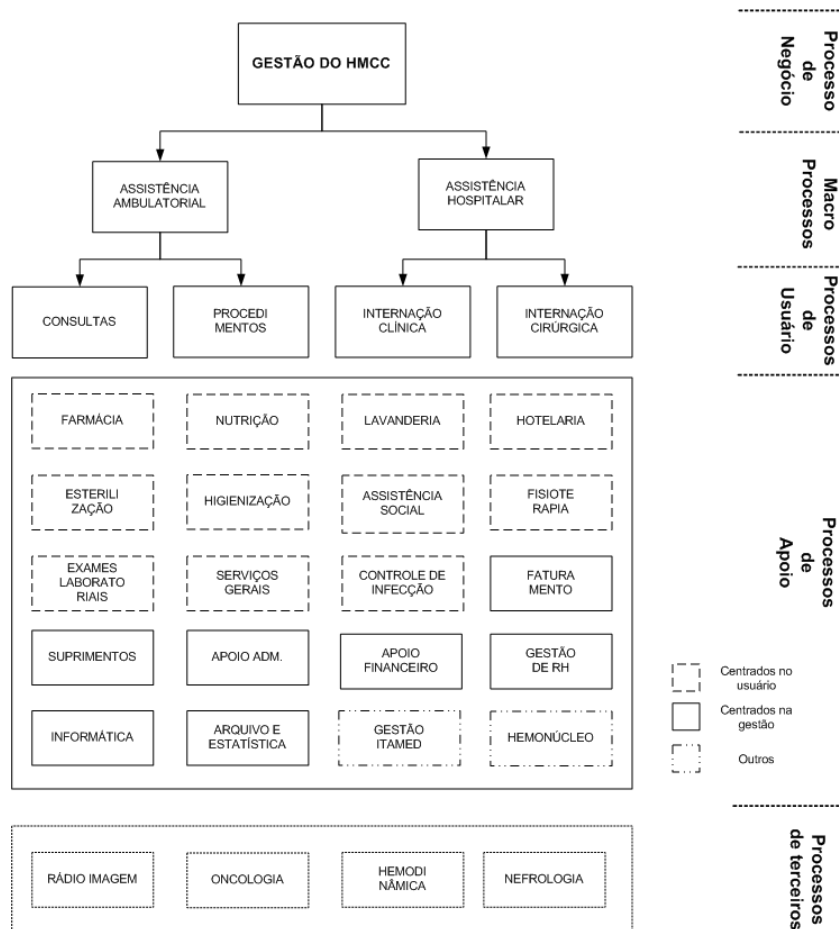 GESTÃO DO HMCC
Processo
de
Negócio
ASSISTÊNCIA
AMBULATORIAL
ASSISTÊNCIA
HOSPITALAR
Macro
Processos
CONSULTAS
PROCEDI
MENTOS
INTERNAÇÃO
CLÍNICA
INTERNAÇÃO
CIRÚRGICA
Processos
de
Usuário
FARMÁCIA
NUTRIÇÃO
LAVANDERIA
HOTELARIA
ESTERILI
ZAÇÃO
HIGIENIZAÇÃO
ASSISTÊNCIA
SOCIAL
FISIOTE
RAPIA
EXAMES
LABORATO
RIAIS
SERVIÇOS
GERAIS
CONTROLE DE
INFECÇÃO
FATURA
MENTO
SUPRIMENTOS
APOIO ADM.
APOIO
FINANCEIRO
GESTÃO
DE RH
INFORMÁTICA
ARQUIVO E
ESTATÍSTICA
GESTÃO
ITAMED
HEMONÚCLEO
Processos
de
Apoio
Centrados no
usuário
Centrados na
gestão
Outros
RÁDIO IMAGEM
ONCOLOGIA
HEMODI
NÂMICA
NEFROLOGIA
Processos
de terceiros